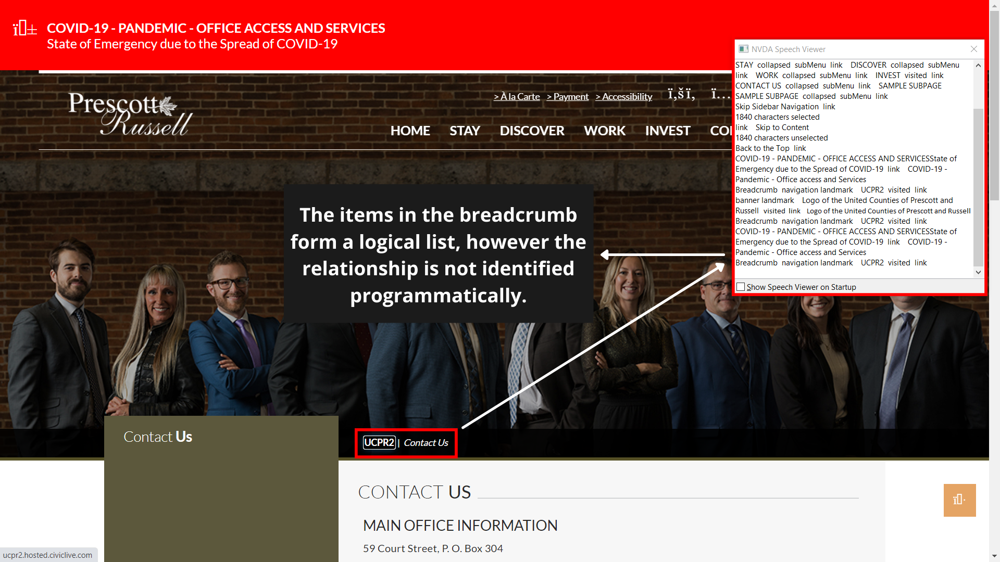 ï▯± COVID-19 - PANDEMIC - OFFICE ACCESS AND SERVICES
State of Emergency due to the Spread of COVID-19
Prescott
Russell
> À la Carte > Payment > Accessibility ï‚šï‚ ï…
HOME STAY DISCOVER WORK INVEST CO
NVDA Speech Viewer
STAY collapsed subMenu link DISCOVER collapsed subMenu
link WORK collapsed subMenu link INVEST visited link
CONTACT US collapsed subMenu link SAMPLE SUBPAGE
SAMPLE SUBPAGE collapsed subMenu link
Skip Sidebar Navigation link
1840 characters selected
link Skip to Content
1840 characters unselected
Back to the Top link
COVID-19 - PANDEMIC - OFFICE ACCESS AND SERVICESState of
Emergency due to the Spread of COVID-19 link COVID-19 -
Pandemic - Office access and Services
Breadcrumb navigation landmark UCPR2 visited link
banner landmark Logo of the United Counties of Prescott and
Russell visited link Logo of the United Counties of Prescott and Russell
Breadcrumb navigation landmark UCPR2 visited link
COVID-19 - PANDEMIC - OFFICE ACCESS AND SERVICESState of
Emergency due to the Spread of COVID-19 link COVID-19 -
Pandemic - Office access and Services
Breadcrumb navigation landmark UCPR2 visited link
Show Speech Viewer on Startup
The items in the breadcrumb
form a logical list, however the
relationship is not identified
programmatically.
Contact Us
UCPR2 | Contact Us
CONTACT US
MAIN OFFICE INFORMATION
59 Court Street, P. O. Box 304
ï▯·
ucpr2.hosted.civiclive.com